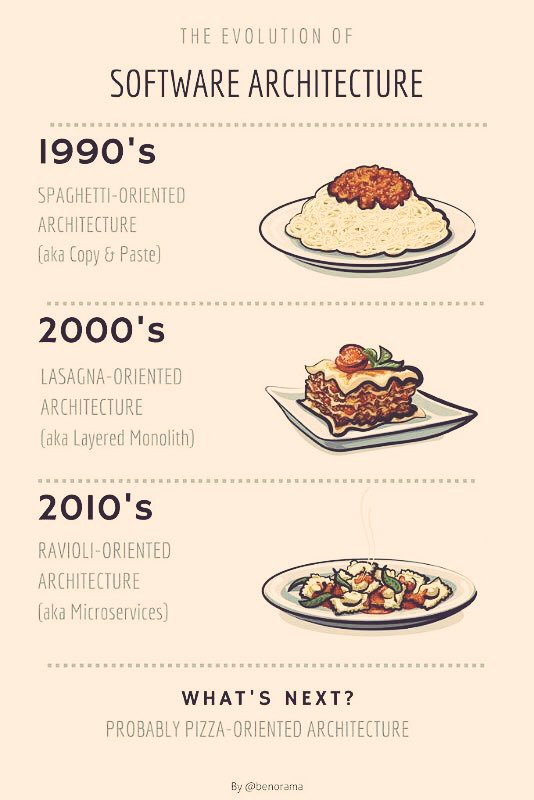 THE EVOLUTION OF
SOFTWARE ARCHITECTURE
1990's
SPAGHETTI-ORIENTED
ARCHITECTURE
(aka Copy & Paste)
2000's
LASAGNA-ORIENTED
ARCHITECTURE
(aka Layered Monolith)
2010's
RAVIOLI-ORIENTED
ARCHITECTURE
(aka Microservices)
WHAT'S NEXT?
PROBABLY PIZZA-ORIENTED ARCHITECTURE
By @benorama